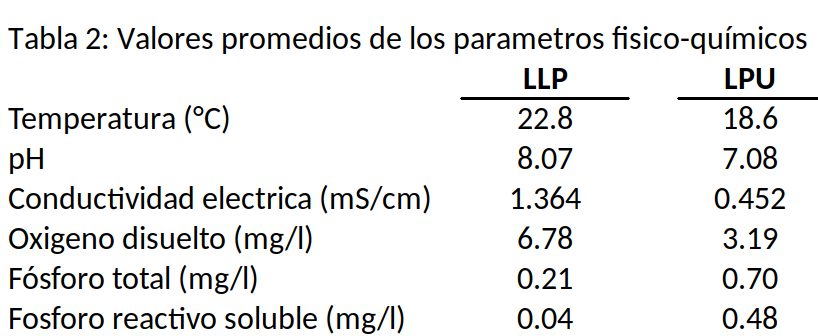 Tabla 2: Valores promedios de los parametros fisico-químicos
LLP LPU
Temperatura (°C) 22.8 18.6
pH 8.07 7.08
Conductividad electrica (mS/cm) 1.364 0.452
Oxigeno disuelto (mg/l) 6.78 3.19
Fósforo total (mg/l) 0.21 0.70
Fosforo reactivo soluble (mg/l) 0.04 0.48